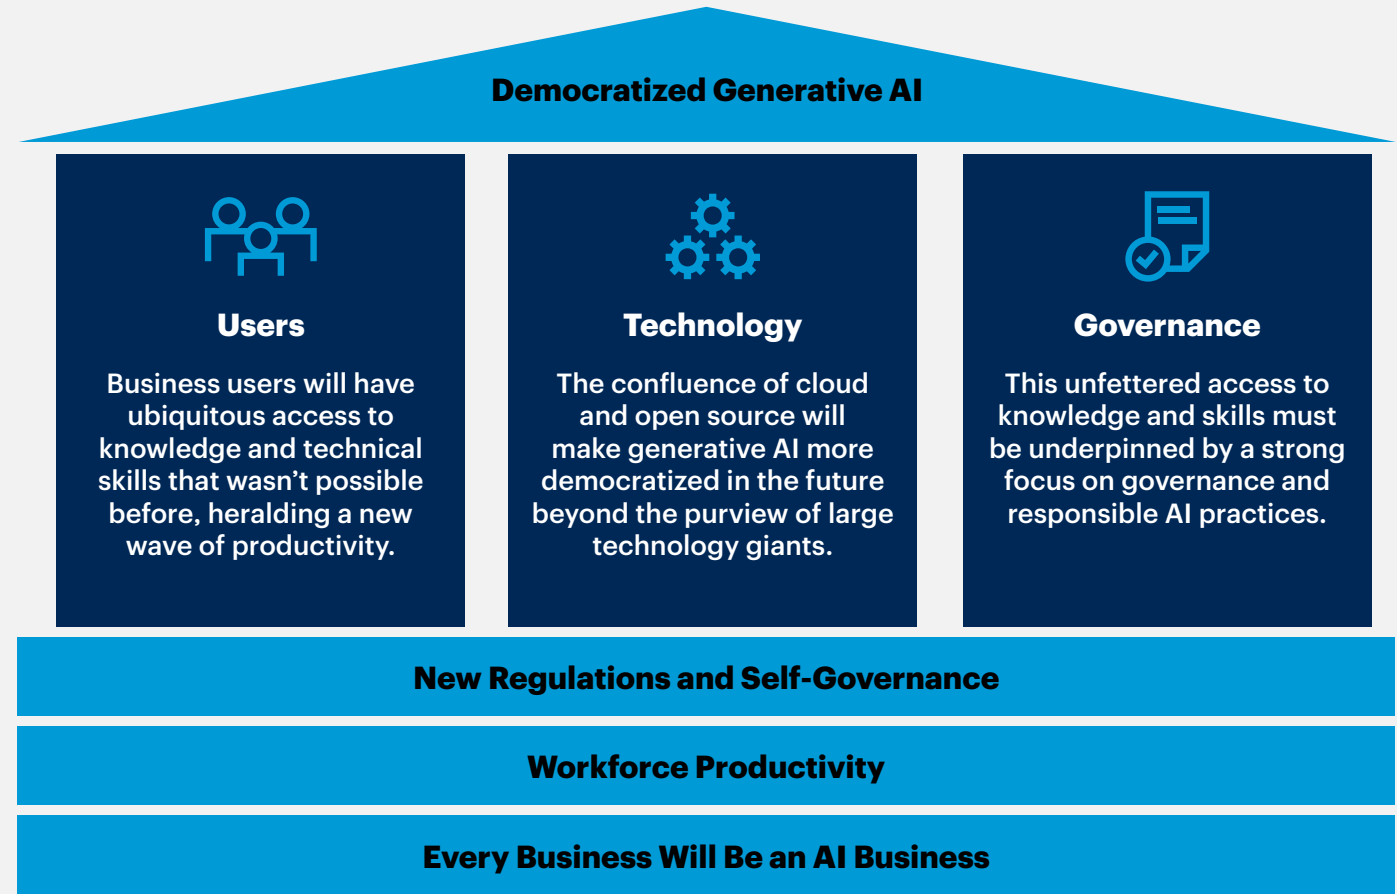 Democratized Generative AI
Users
Business users will have
ubiquitous access to
knowledge and technical
skills that wasn’t possible
before, heralding a new
wave of productivity.
Technology
The confluence of cloud
and open source will
make generative AI more
democratized in the future
beyond the purview of large
technology giants.
Governance
This unfettered access to
knowledge and skills must
be underpinned by a strong
focus on governance and
responsible AI practices.
New Regulations and Self-Governance
Workforce Productivity
Every Business Will Be an AI Business